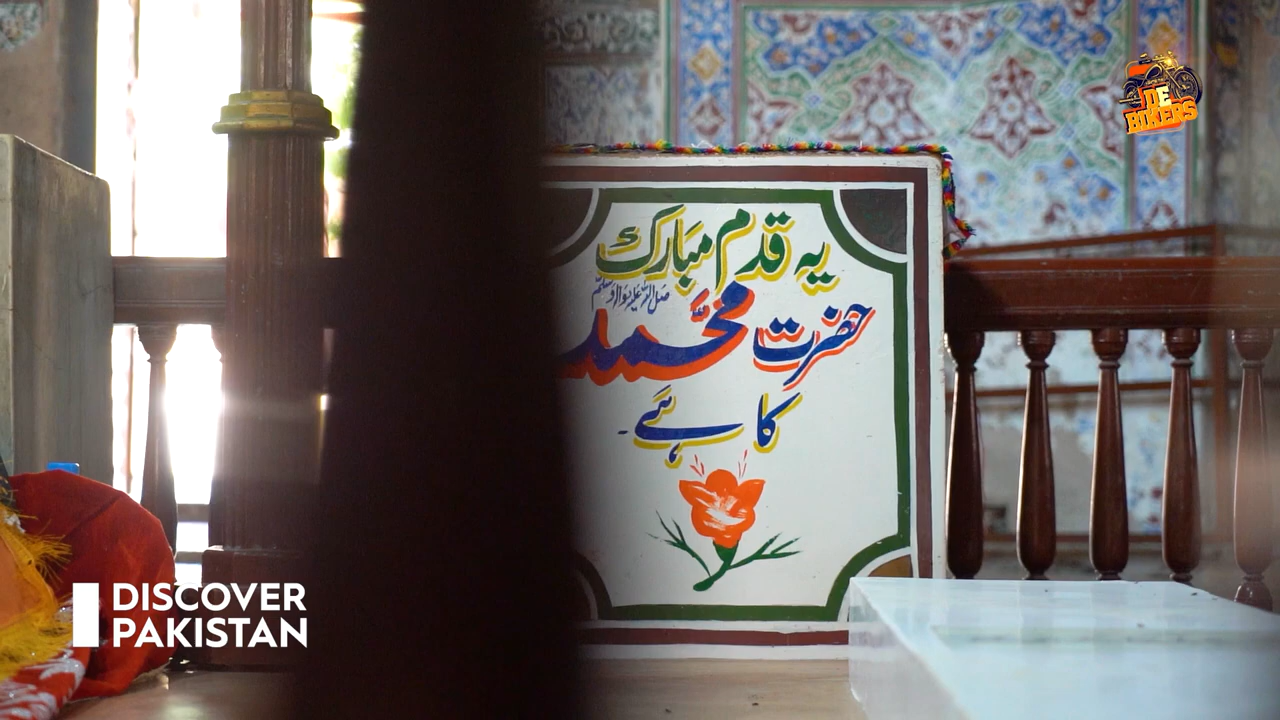 DE
BIKERS
یہ قدم مبارک
صلی اللہ علیہ وآلہ وسلم
حضرت محمد
کا ہے۔
DISCOVER
PAKISTAN